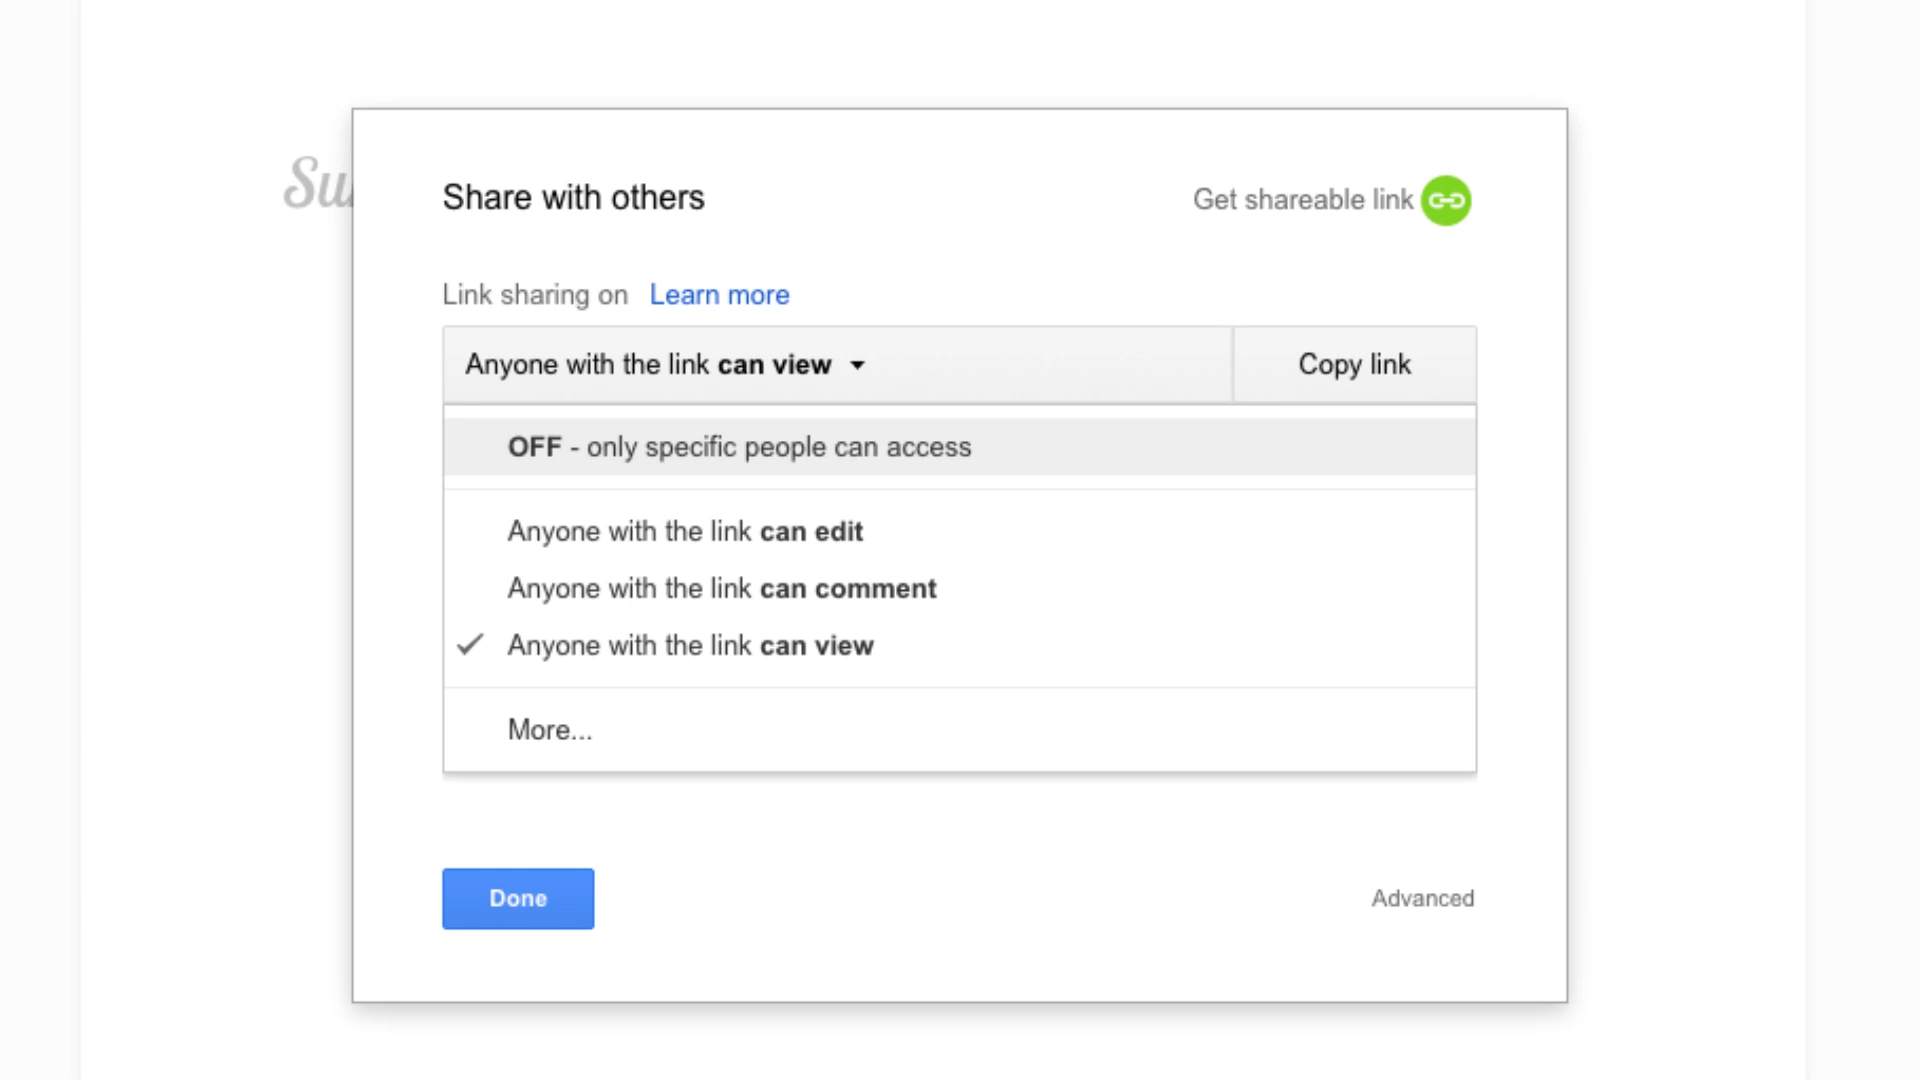 Share with others
Get shareable link
Link sharing on Learn more
Anyone with the link can view
Copy link
OFF - only specific people can access
Anyone with the link can edit
Anyone with the link can comment
Anyone with the link can view
More...
Done
Advanced